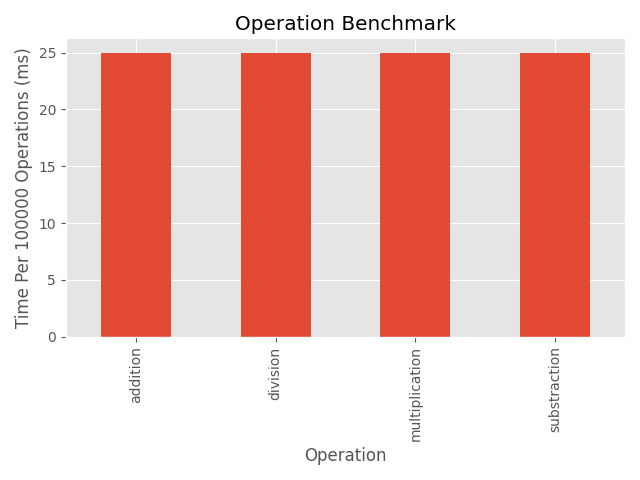 Operation Benchmark
Time Per 100000 Operations (ms)
25
20
15
10
5
0
addition
division
multiplication
substraction
Operation